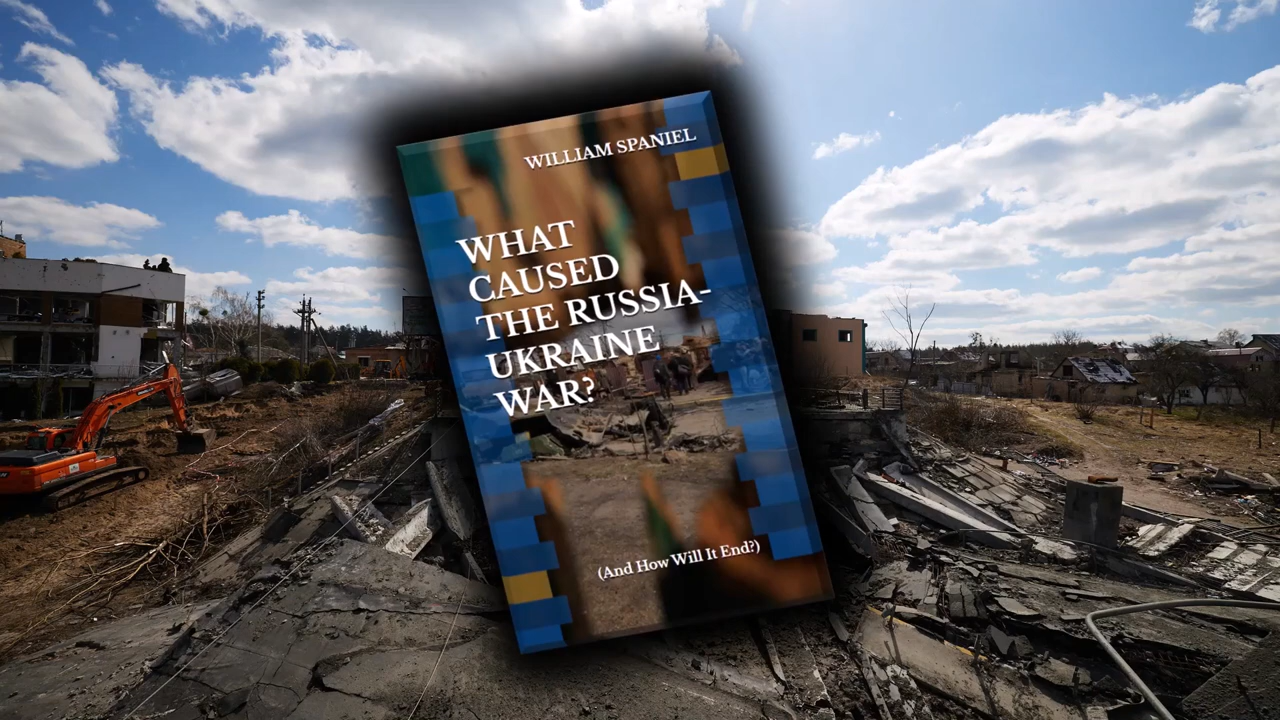 WILLIAM SPANIEL
WHAT
CAUSED
THE RUSSIA-
UKRAINE
WAR?
(And How Will It End?)